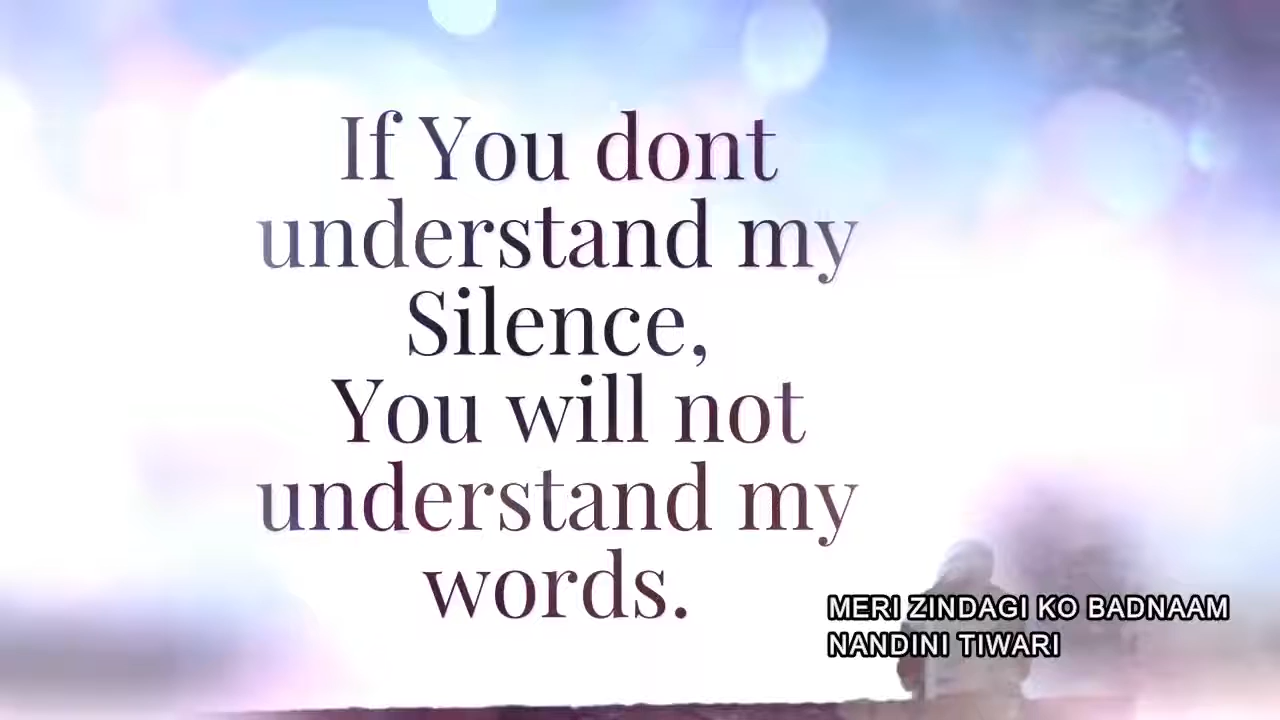 If You dont
understand my
Silence,
You will not
understand my
words.
MERI ZINDAGI KO BADNAAM
NANDINI TIWARI